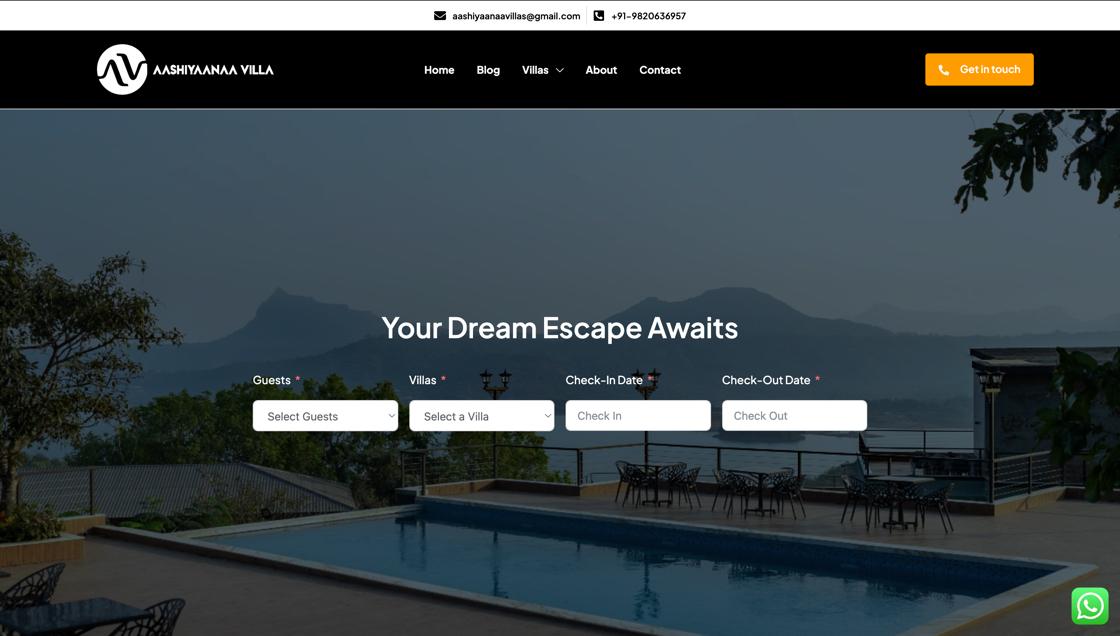 aashiyaanaavillas@gmail.com +91-9820636957
AASHIYAANAA VILLA
Home Blog Villas About Contact
Get in touch
Your Dream Escape Awaits
Guests * Villas * Check-In Date * Check-Out Date *
Select Guests Select a Villa Check In Check Out